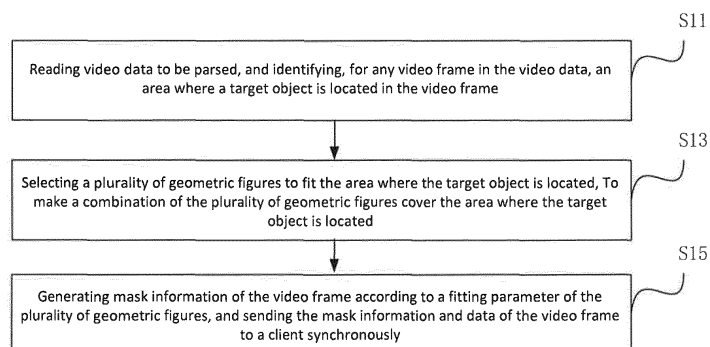 S11
Reading video data to be parsed, and identifying, for any video frame in the video data, an
area where a target object is located in the video frame
S13
Selecting a plurality of geometric figures to fit the area where the target object is located, To
make a combination of the plurality of geometric figures cover the area where the target
object is located
S15
Generating mask information of the video frame according to a fitting parameter of the
plurality of geometric figures, and sending the mask information and data of the video frame
to a client synchronously